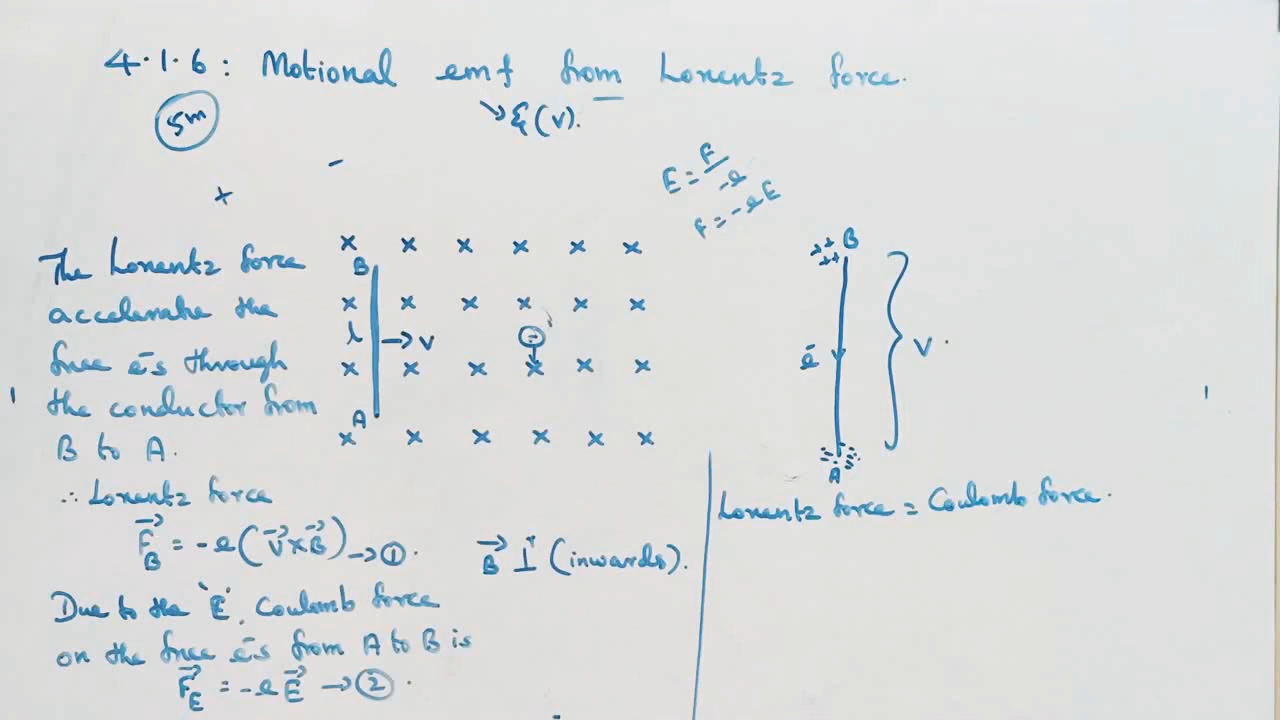 4.1.6: Motional emf from Lorentz force.
5m
→ξ(V).
E = F/-e
F = -eE
The Lorentz force
accelerate the
free e⁻s through
the conductor from
B to A.
∴ Lorentz force
F⃗_B = -e(V⃗×B⃗) → ①.
B⃗ ⊥r (inwards).
Due to the 'E', Coulomb force
on the free e⁻s from A to B is
F⃗_E = -e E⃗ → ②.
+
-
× × × × × ×
B
× × × × × ×
l → V
-
× × × × × ×
A
× × × × × ×
++ B
++
e⁻
V.
A
Lorentz force = Coulomb force.